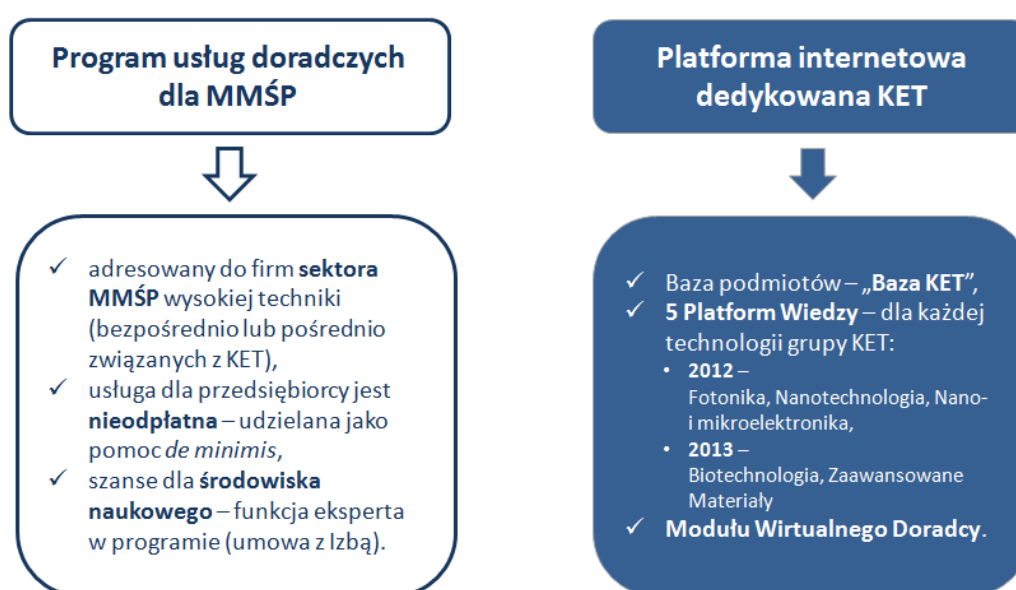 Program usług doradczych
dla MMŚP
✓ adresowany do firm sektora
MMŚP wysokiej techniki
(bezpośrednio lub pośrednio
związanych z KET),
✓ usługa dla przedsiębiorcy jest
nieodpłatna – udzielana jako
pomoc de minimis,
✓ szanse dla środowiska
naukowego – funkcja eksperta
w programie (umowa z Izbą).
Platforma internetowa
dedykowana KET
✓ Baza podmiotów – „Baza KET”,
✓ 5 Platform Wiedzy – dla każdej
technologii grupy KET:
• 2012 –
Fotonika, Nanotechnologia, Nano-
i mikroelektronika,
• 2013 –
Biotechnologia, Zaawansowane
Materiały
✓ Modułu Wirtualnego Doradcy.